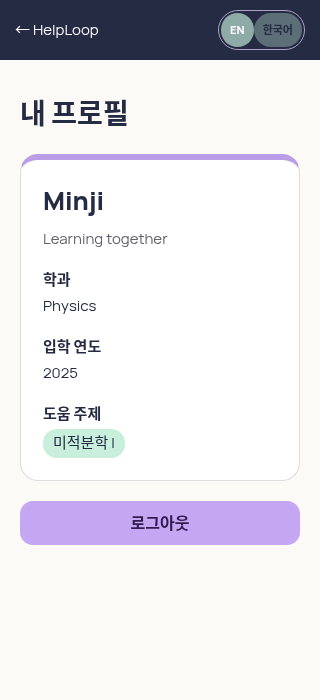 ← HelpLoop
EN 한국어
내 프로필
Minji
Learning together
학과
Physics
입학 연도
2025
도움 주제
미적분학 I
로그아웃